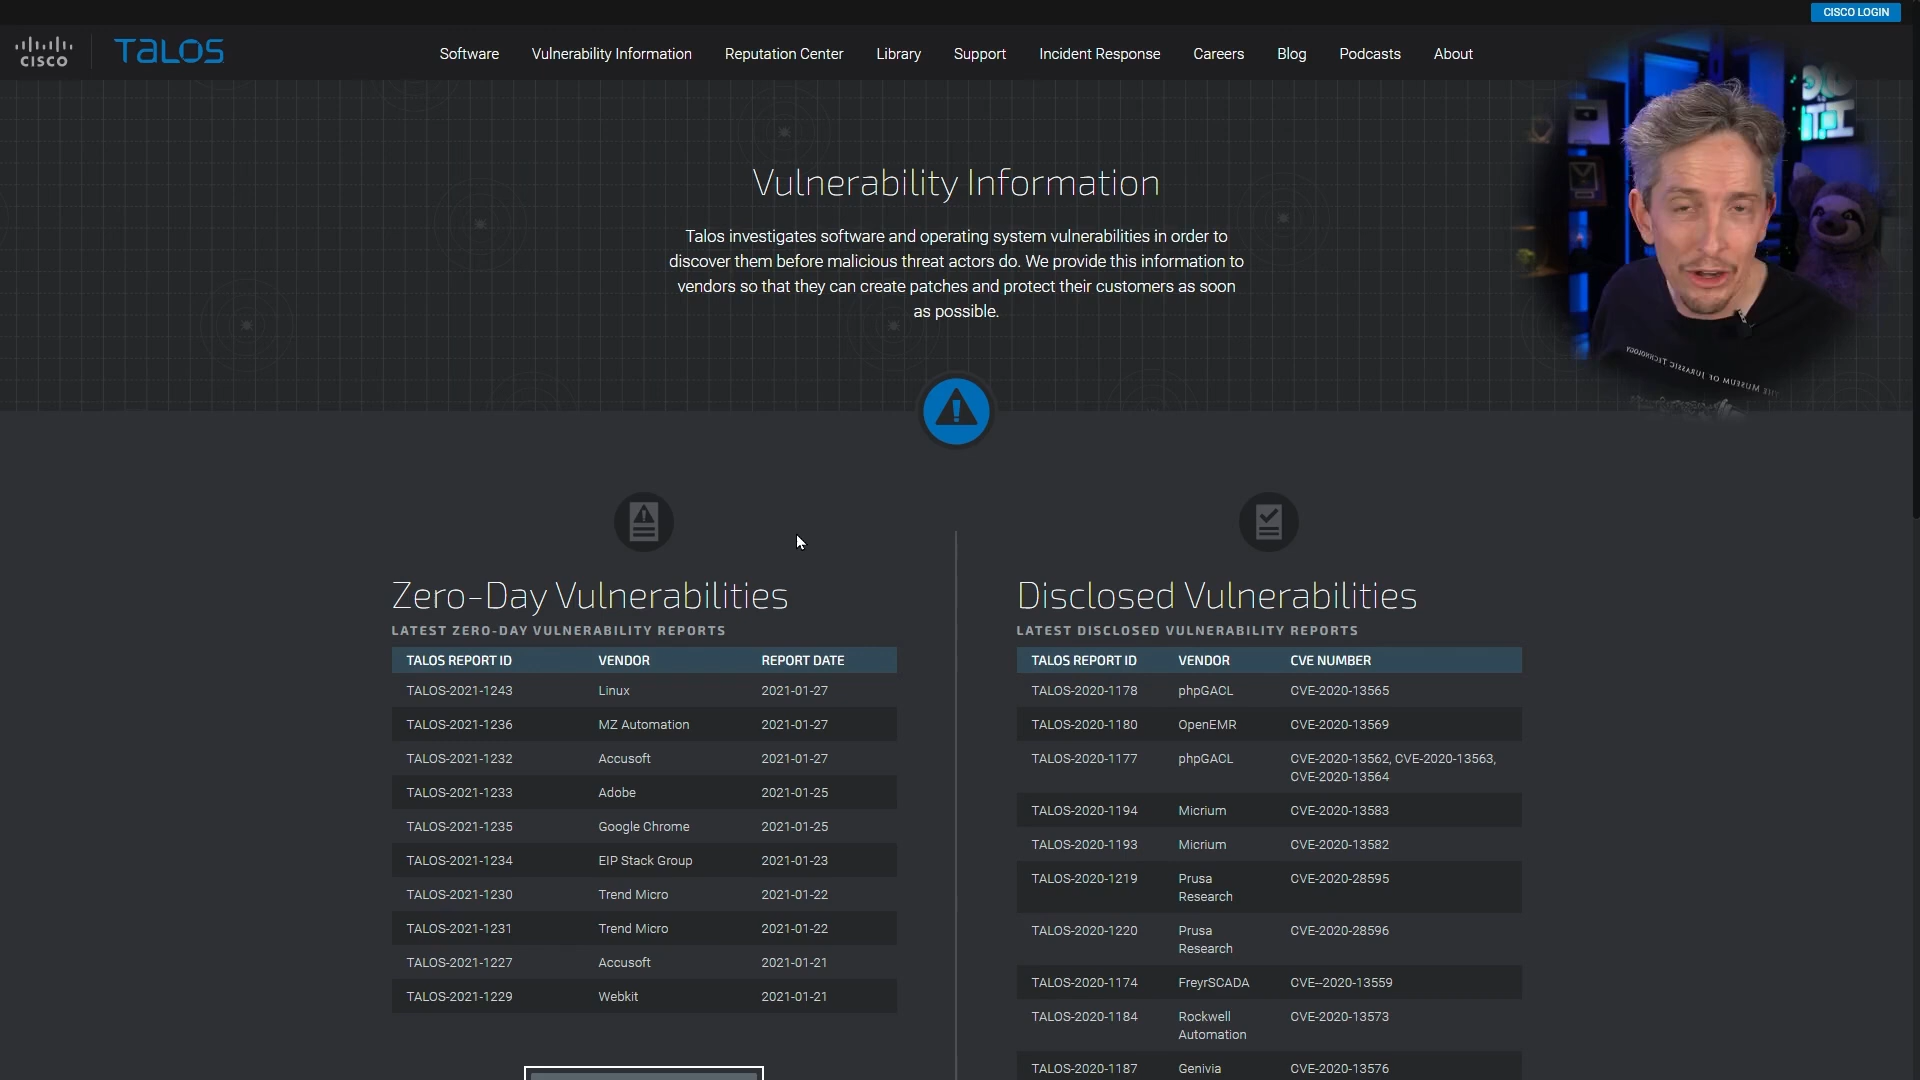 CISCO LOGIN
CISCO
TALOS
Software Vulnerability Information Reputation Center Library Support Incident Response Careers Blog Podcasts About
Vulnerability Information
Talos investigates software and operating system vulnerabilities in order to
discover them before malicious threat actors do. We provide this information to
vendors so that they can create patches and protect their customers as soon
as possible.
THE MUSEUM OF JURASSIC TECHNOLOGY
Zero-Day Vulnerabilities
LATEST ZERO-DAY VULNERABILITY REPORTS
TALOS REPORT ID VENDOR REPORT DATE
TALOS-2021-1243 Linux 2021-01-27
TALOS-2021-1236 MZ Automation 2021-01-27
TALOS-2021-1232 Accusoft 2021-01-27
TALOS-2021-1233 Adobe 2021-01-25
TALOS-2021-1235 Google Chrome 2021-01-25
TALOS-2021-1234 EIP Stack Group 2021-01-23
TALOS-2021-1230 Trend Micro 2021-01-22
TALOS-2021-1231 Trend Micro 2021-01-22
TALOS-2021-1227 Accusoft 2021-01-21
TALOS-2021-1229 Webkit 2021-01-21
Disclosed Vulnerabilities
LATEST DISCLOSED VULNERABILITY REPORTS
TALOS REPORT ID VENDOR CVE NUMBER
TALOS-2020-1178 phpGACL CVE-2020-13565
TALOS-2020-1180 OpenEMR CVE-2020-13569
TALOS-2020-1177 phpGACL CVE-2020-13562, CVE-2020-13563,
CVE-2020-13564
TALOS-2020-1194 Micrium CVE-2020-13583
TALOS-2020-1193 Micrium CVE-2020-13582
TALOS-2020-1219 Prusa CVE-2020-28595
Research
TALOS-2020-1220 Prusa CVE-2020-28596
Research
TALOS-2020-1174 FreyrSCADA CVE--2020-13559
TALOS-2020-1184 Rockwell CVE-2020-13573
Automation
TALOS-2020-1187 Genivia CVE-2020-13576